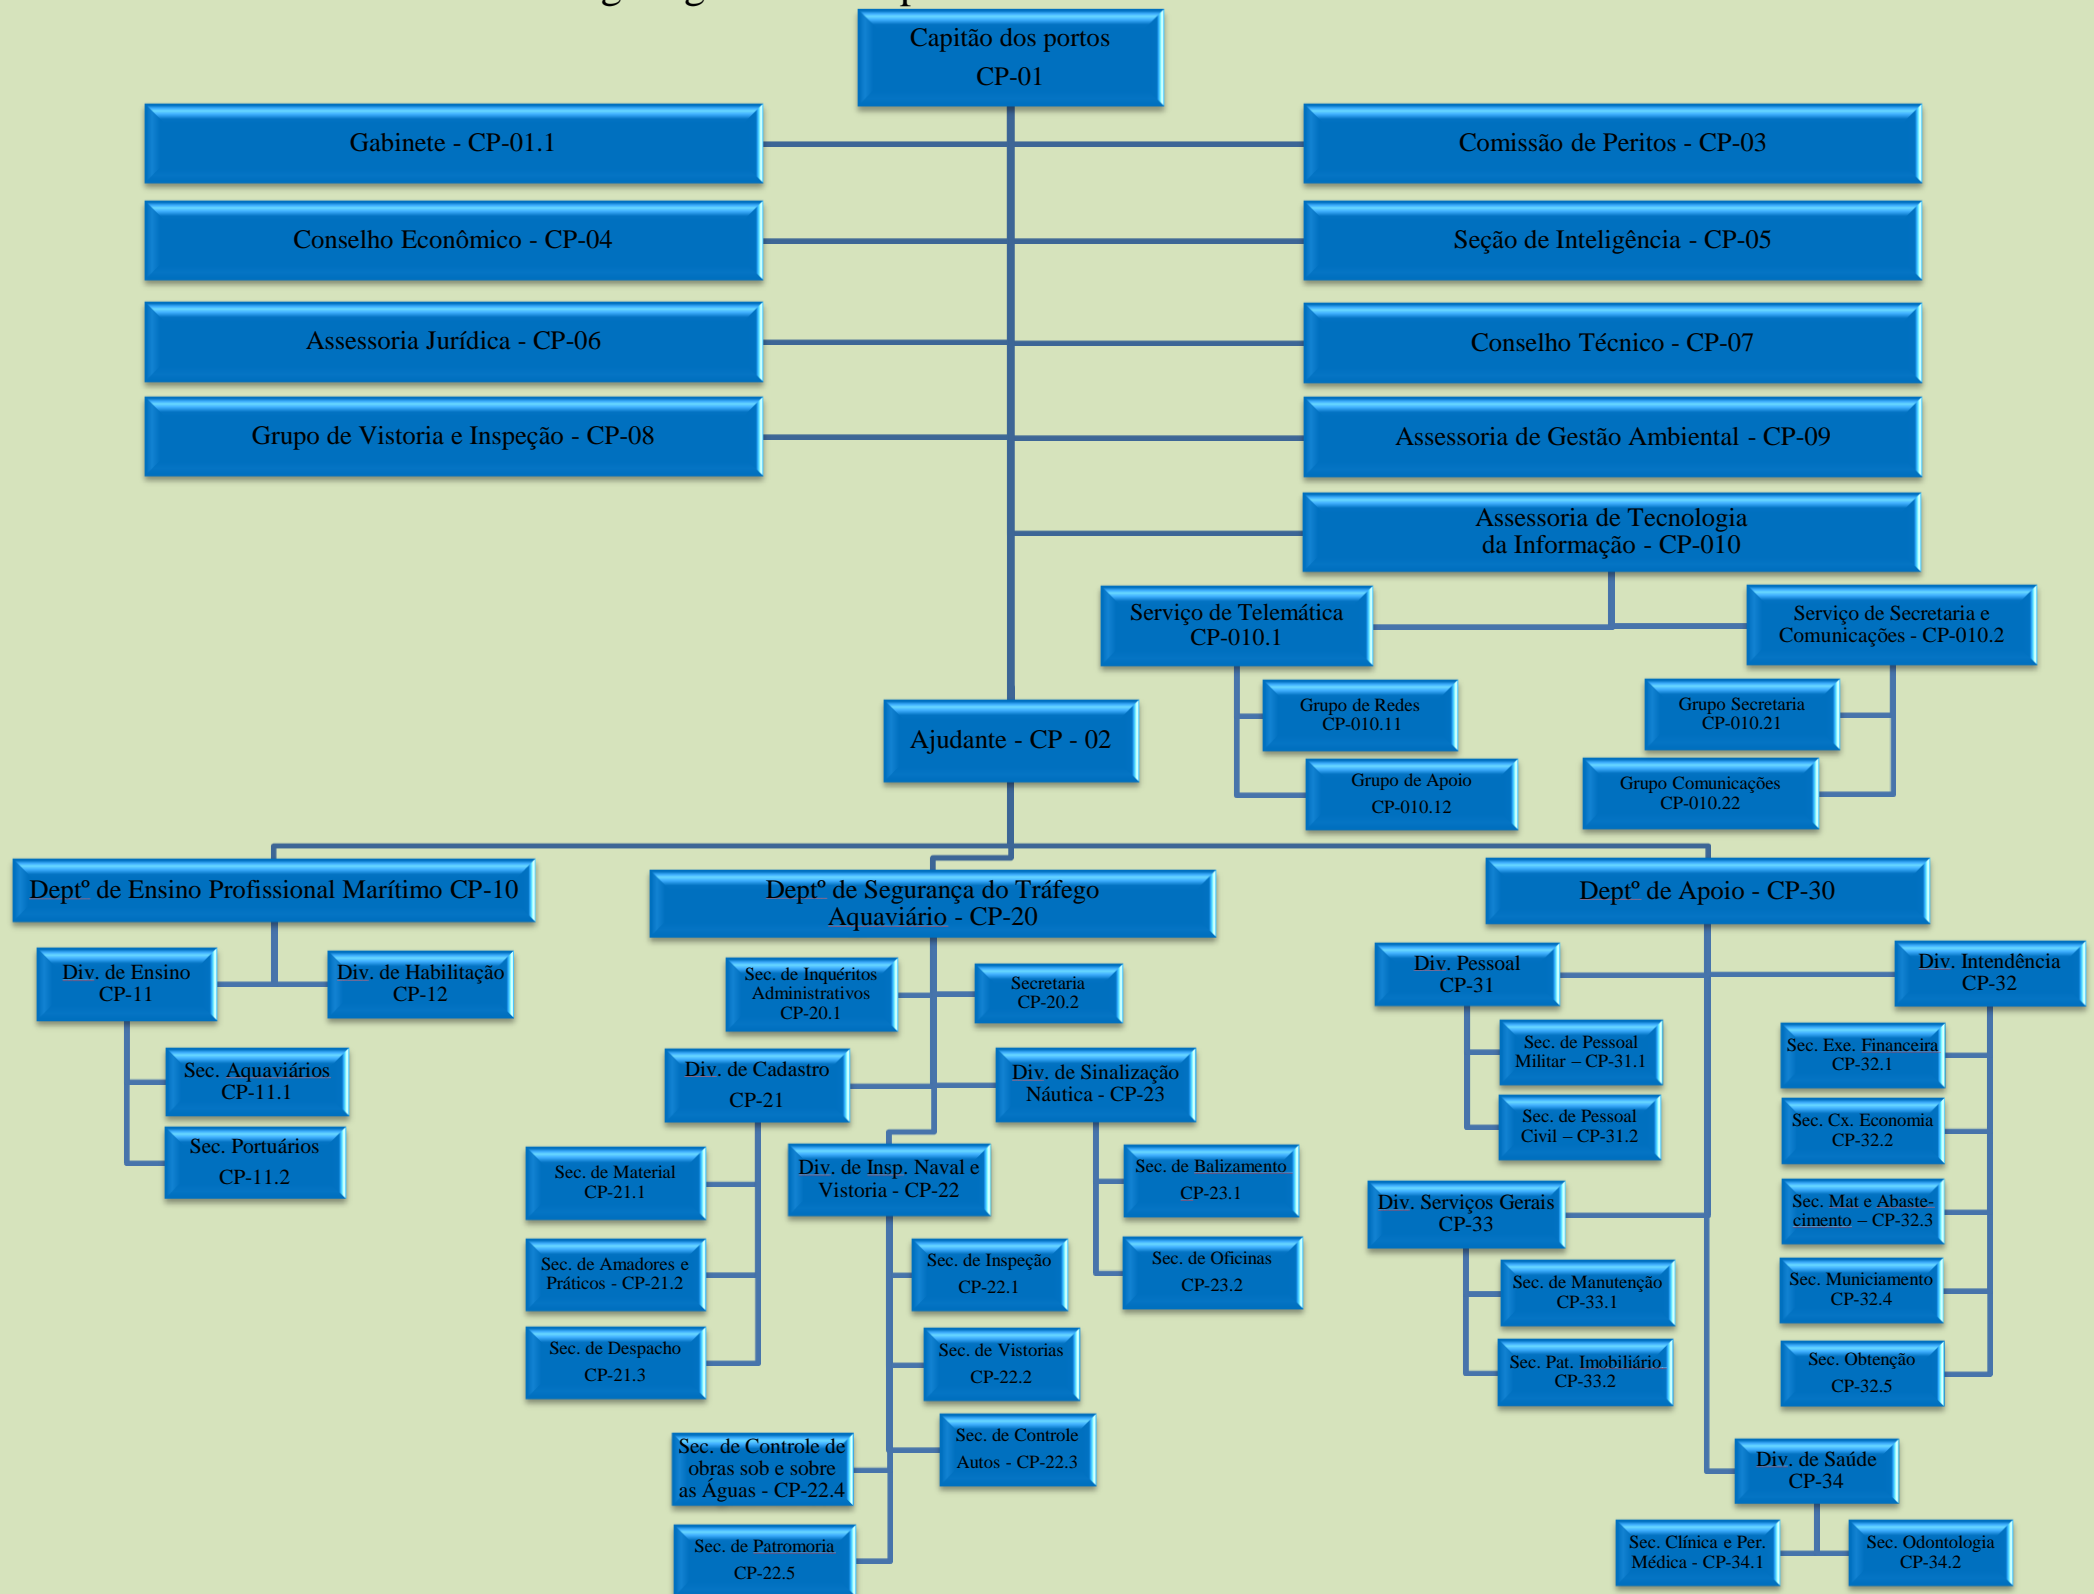 Capitão dos portos
CP-01
Gabinete - CP-01.1
Comissão de Peritos - CP-03
Conselho Econômico - CP-04
Seção de Inteligência - CP-05
Assessoria Jurídica - CP-06
Conselho Técnico - CP-07
Grupo de Vistoria e Inspeção - CP-08
Assessoria de Gestão Ambiental - CP-09
Assessoria de Tecnologia
da Informação - CP-010
Serviço de Telemática
CP-010.1
Serviço de Secretaria e
Comunicações - CP-010.2
Grupo de Redes
CP-010.11
Grupo Secretaria
CP-010.21
Grupo de Apoio
CP-010.12
Grupo Comunicações
CP-010.22
Ajudante - CP - 02
Deptº de Ensino Profissional Marítimo CP-10
Deptº de Segurança do Tráfego
Aquaviário - CP-20
Deptº de Apoio - CP-30
Div. de Ensino
CP-11
Div. de Habilitação
CP-12
Sec. Aquaviários
CP-11.1
Sec. Portuários
CP-11.2
Sec. de Inquéritos
Administrativos
CP-20.1
Secretaria
CP-20.2
Div. de Cadastro
CP-21
Div. de Sinalização
Náutica - CP-23
Div. de Insp. Naval e
Vistoria - CP-22
Sec. de Material
CP-21.1
Sec. de Amadores e
Práticos - CP-21.2
Sec. de Despacho
CP-21.3
Sec. de Balizamento
CP-23.1
Sec. de Oficinas
CP-23.2
Sec. de Inspeção
CP-22.1
Sec. de Vistorias
CP-22.2
Sec. de Controle
Autos - CP-22.3
Sec. de Controle de
obras sob e sobre
as Águas - CP-22.4
Sec. de Patromoria
CP-22.5
Div. Pessoal
CP-31
Div. Intendência
CP-32
Sec. de Pessoal
Militar – CP-31.1
Sec. de Pessoal
Civil – CP-31.2
Sec. Exe. Financeira
CP-32.1
Sec. Cx. Economia
CP-32.2
Sec. Mat e Abaste-
cimento – CP-32.3
Sec. Municiamento
CP-32.4
Sec. Obtenção
CP-32.5
Div. Serviços Gerais
CP-33
Sec. de Manutenção
CP-33.1
Sec. Pat. Imobiliário
CP-33.2
Div. de Saúde
CP-34
Sec. Clínica e Per.
Médica - CP-34.1
Sec. Odontologia
CP-34.2